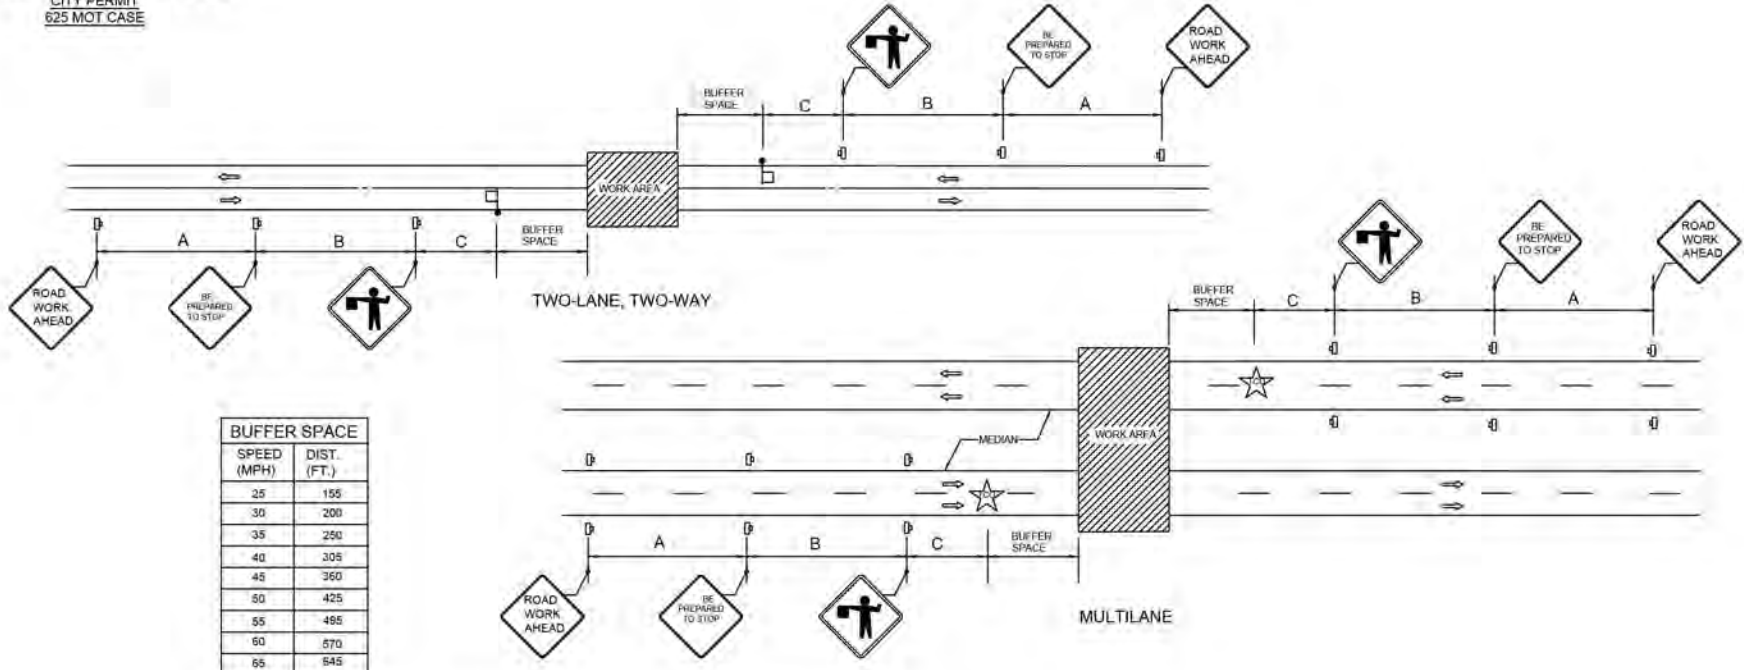 CITY PERMIT
625 MOT CASE
BE
PREPARED
TO STOP
ROAD
WORK
AHEAD
BUFFER
SPACE
C
B
A
WORK AREA
A
B
C
BUFFER
SPACE
ROAD
WORK
AHEAD
BE
PREPARED
TO STOP
TWO-LANE, TWO-WAY
BE
PREPARED
TO STOP
ROAD
WORK
AHEAD
BUFFER
SPACE
C
B
A
MEDIAN
WORK AREA
A
B
C
BUFFER
SPACE
ROAD
WORK
AHEAD
BE
PREPARED
TO STOP
MULTILANE
BUFFER SPACE
SPEED (MPH) DIST. (FT.)
25 155
30 200
35 250
40 305
45 360
50 425
55 495
60 570
65 645